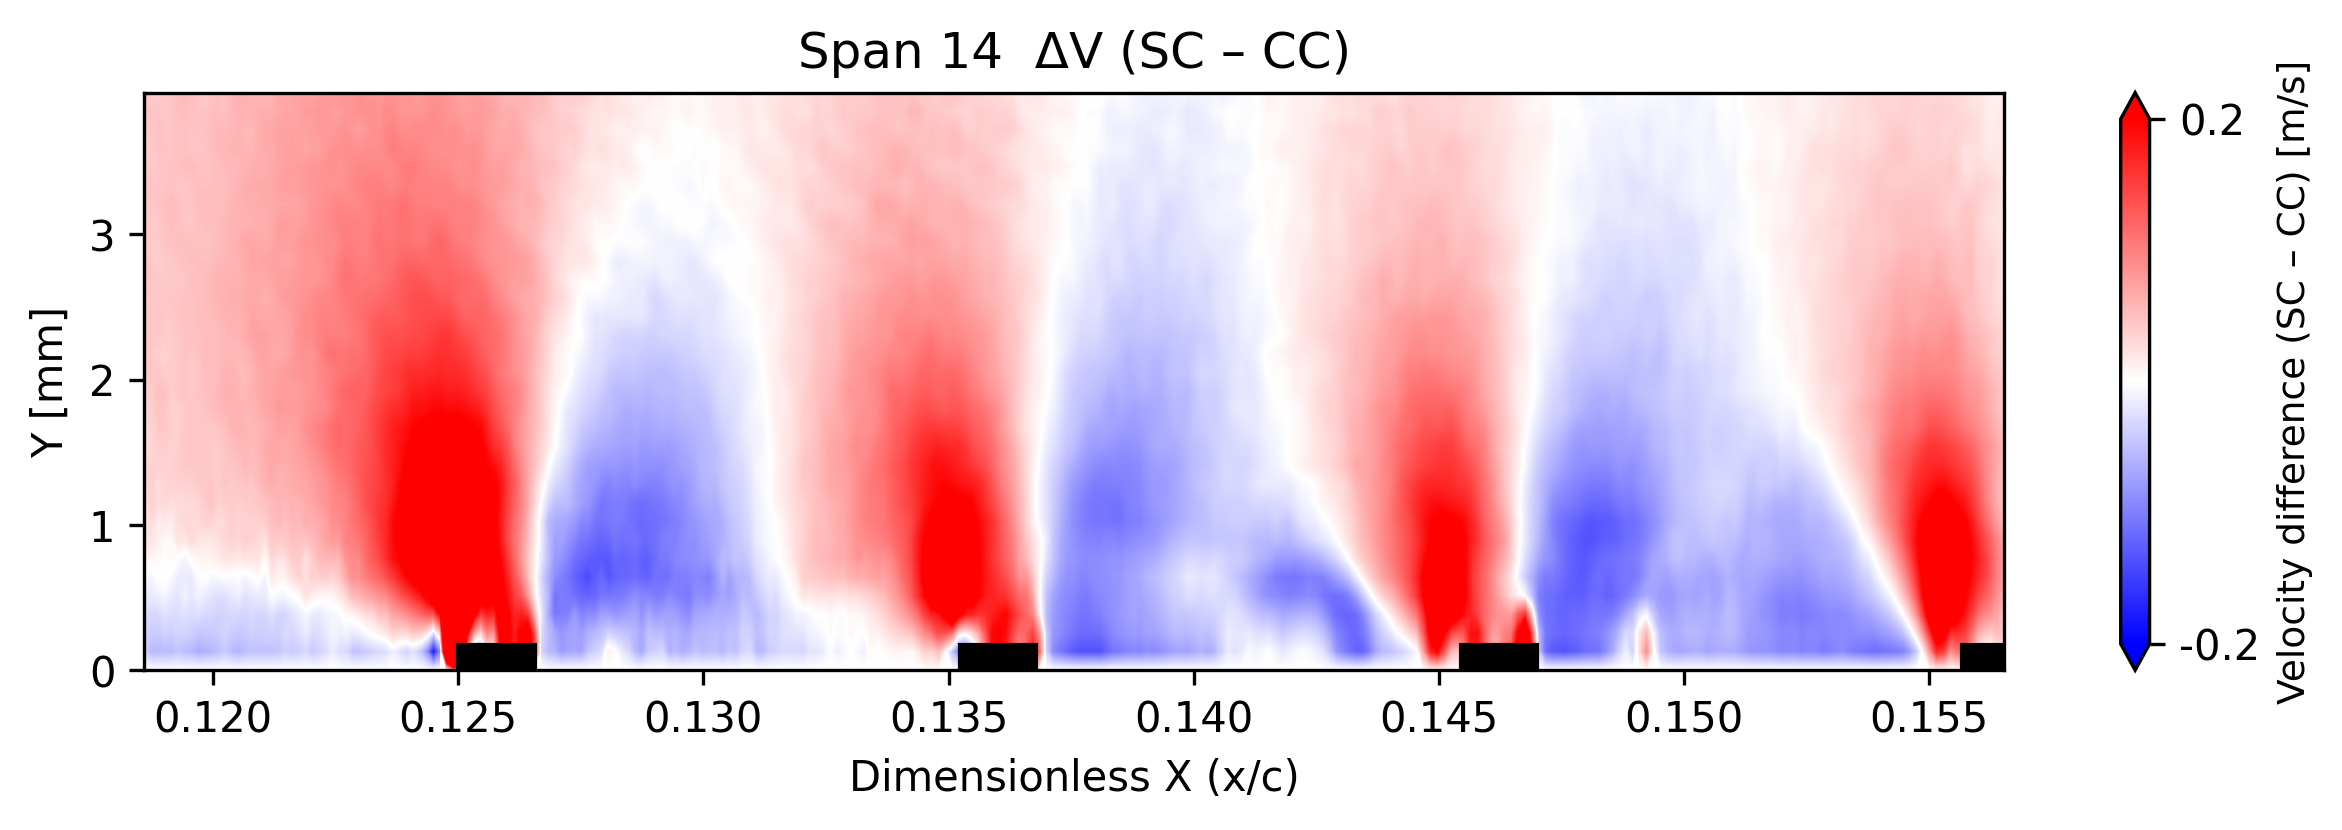 Span 14  ΔV (SC – CC)
3
2
1
0
Y [mm]
0.120 0.125 0.130 0.135 0.140 0.145 0.150 0.155
Dimensionless X (x/c)
0.2
-0.2
Velocity difference (SC – CC) [m/s]